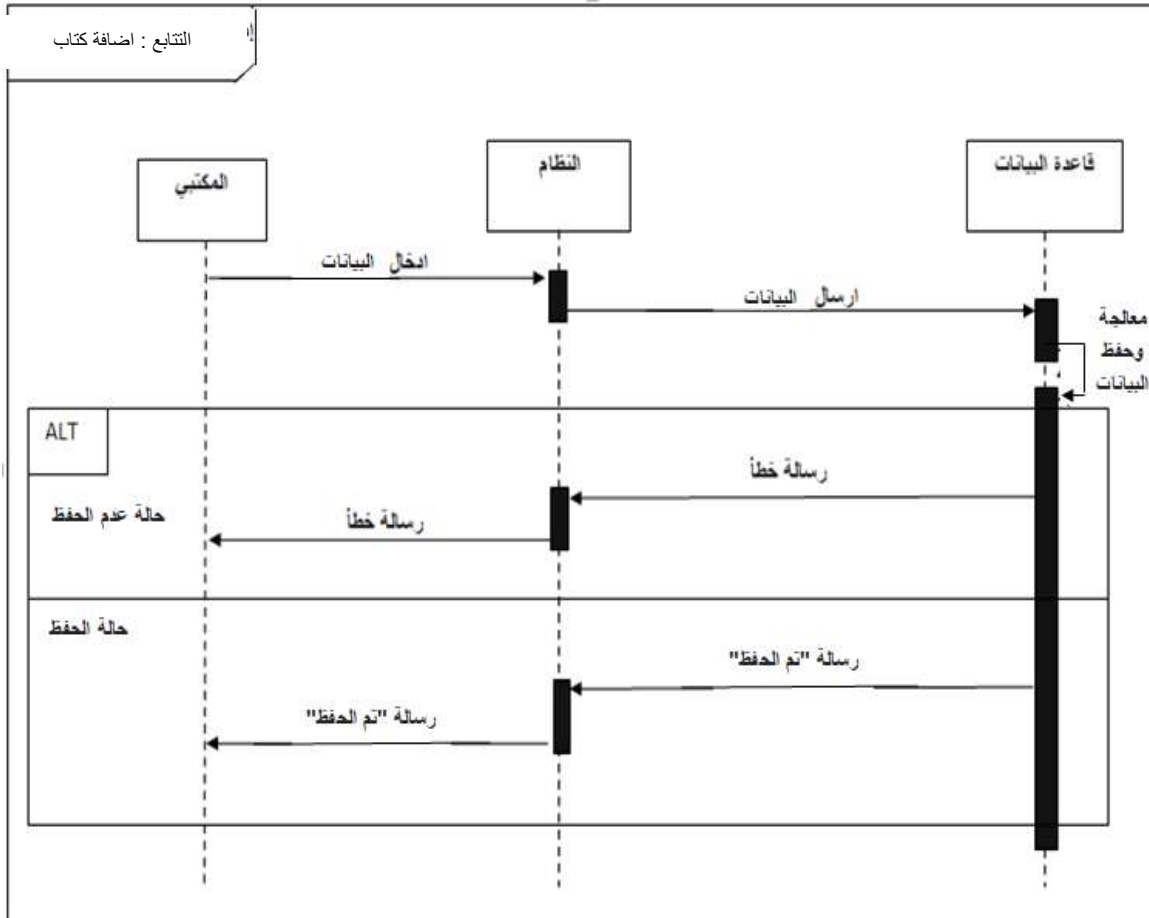 التتابع : اضافة كتاب
المكتبي
النظام
قاعدة البيانات
ادخال البيانات
ارسال البيانات
معالجة
وحفظ
البيانات
ALT
رسالة خطأ
حالة عدم الحفظ
رسالة خطأ
حالة الحفظ
رسالة "تم الحفظ"
رسالة "تم الحفظ"